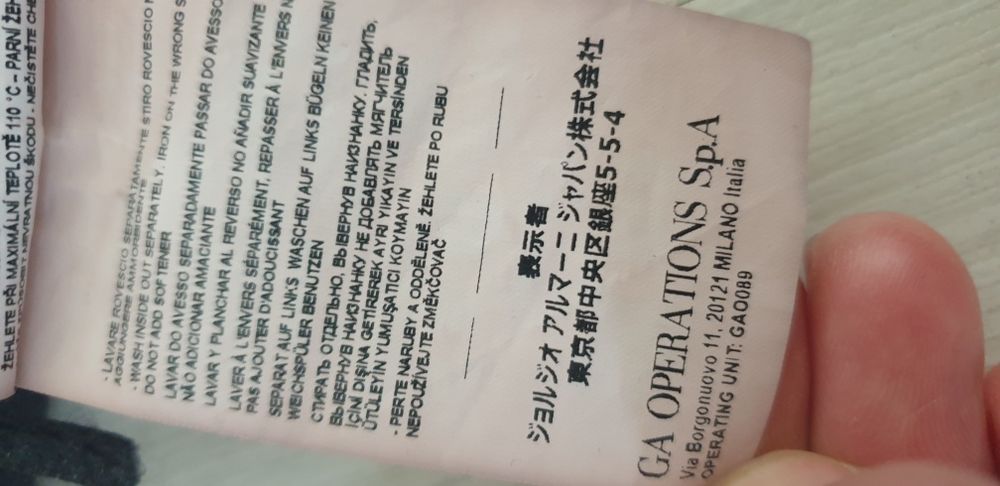 ŽEHLETE PŘI MAXIMÁLNÍ TEPLOTĚ 110 °C - PARNÍ
ŠKODU - NEČISTĚTE
- LAVARE ROVESCIO SEPARATAMENTE STIRO ROVESCIO
AGGIUNGERE AMMORBIDENTE
- WASH INSIDE OUT SEPARATELY, IRON ON THE WRONG
DO NOT ADD SOFTENER
LAVAR DO AVESSO SEPARADAMENTE PASSAR DO AVESSO
NÃO ADICIONAR AMACIANTE
LAVAR Y PLANCHAR AL REVERSO NO AÑADIR SUAVIZANTE
LAVER À L'ENVERS SÉPARÉMENT, REPASSER À L'ENVERS
PAS AJOUTER D'ADOUCISSANT
SEPARAT AUF LINKS WASCHEN AUF LINKS BÜGELN KEINEN
WEICHSPÜLER BENUTZEN
СТИРАТЬ ОТДЕЛЬНО, ВЫВЕРНУВ НАИЗНАНКУ, ГЛАДИТЬ,
ВЫВЕРНУВ НАИЗНАНКУ НЕ ДОБАВЛЯТЬ МЯГЧИТЕЛЬ
İÇİNİ DIŞINA GETİREREK AYRI YIKAYIN VE TERSİNDEN
ÜTÜLEYİN YUMUŞATICI KOYMAYIN
- PERTE NARUBY A ODDĚLENĚ, ŽEHLETE PO RUBU
NEPOUŽÍVEJTE ZMĚKČOVAČ
表示者
ジョルジオ アルマーニ ジャパン株式会社
東京都中央区銀座5-5-4
GA OPERATIONS S.p.A
Via Borgonuovo 11, 20121 MILANO Italia
OPERATING UNIT: GAO089